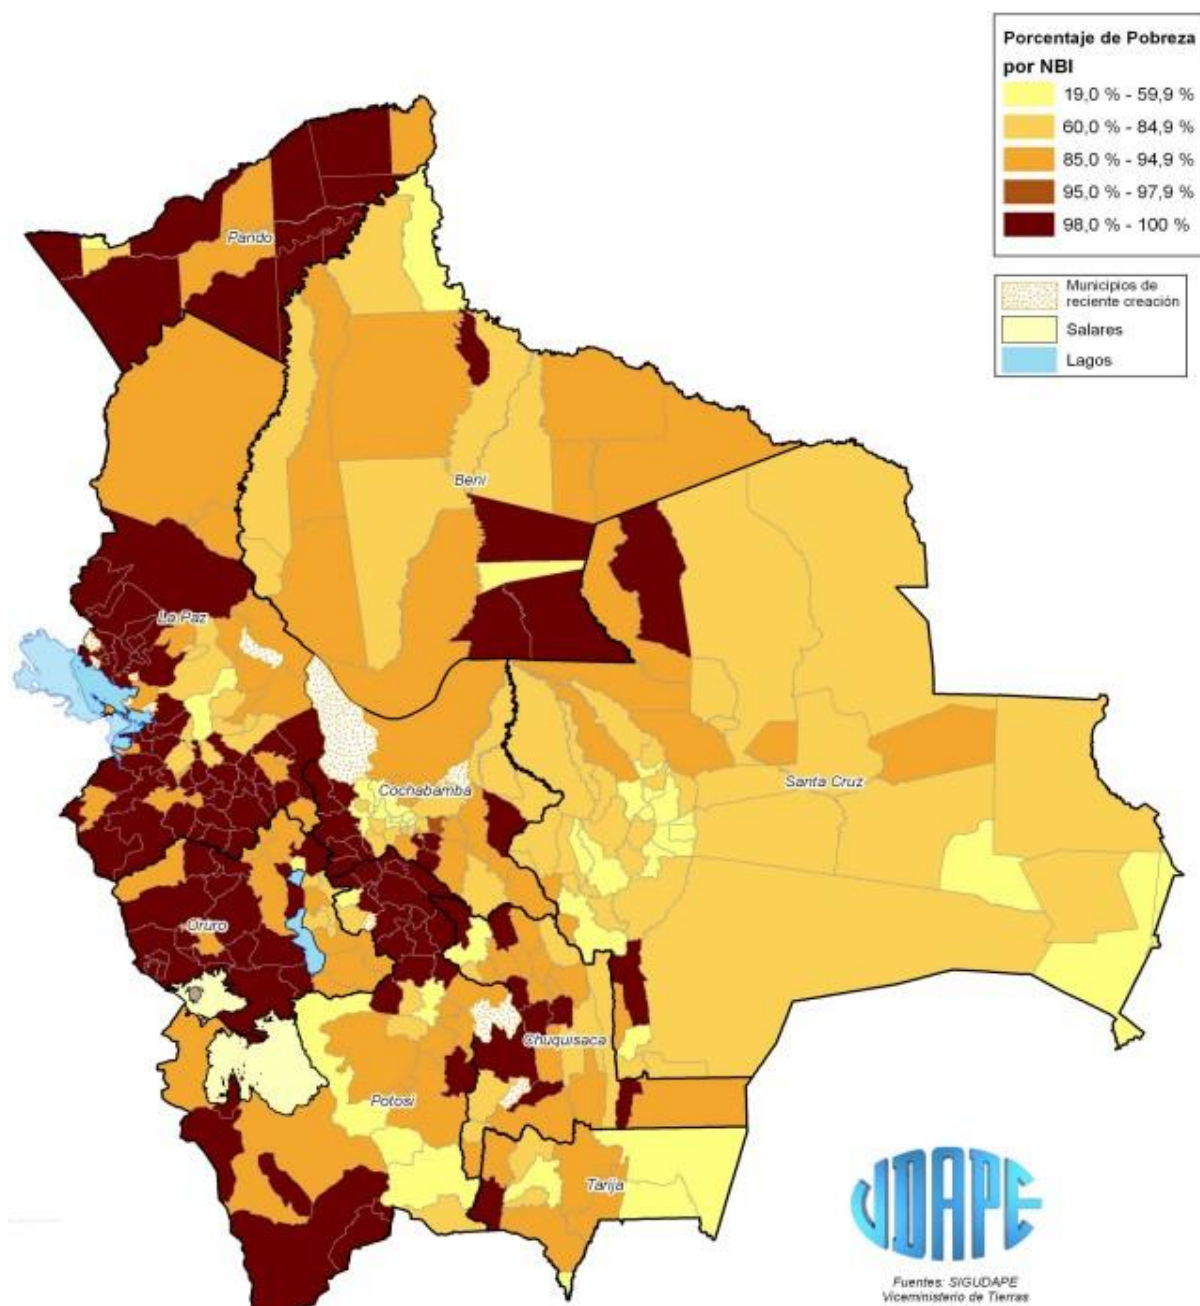 Porcentaje de Pobreza
por NBI
19,0 % - 59,9 %
60,0 % - 84,9 %
85,0 % - 94,9 %
95,0 % - 97,9 %
98,0 % - 100 %
Municipios de
reciente creación
Salares
Lagos
Pando
Beni
La Paz
Santa Cruz
Cochabamba
Oruro
Chuquisaca
Potosi
Tarija
UDAPE
Fuentes: SIGUDAPE
Viceministerio de Tierras